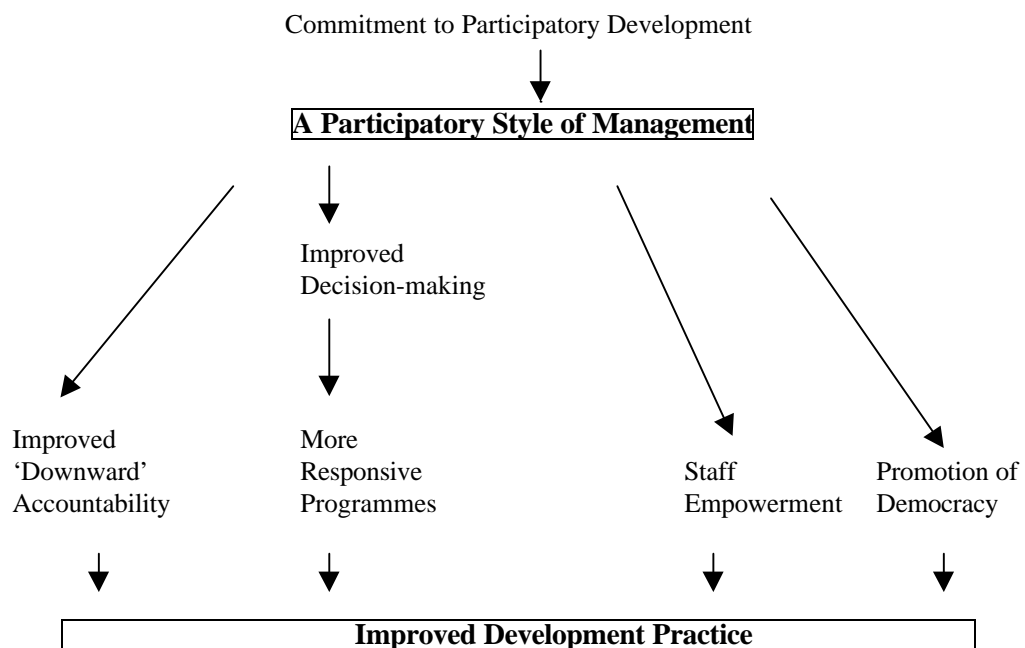 Commitment to Participatory Development
A Participatory Style of Management
Improved
Decision-making
Improved
‘Downward’
Accountability
More
Responsive
Programmes
Staff
Empowerment
Promotion of
Democracy
Improved Development Practice